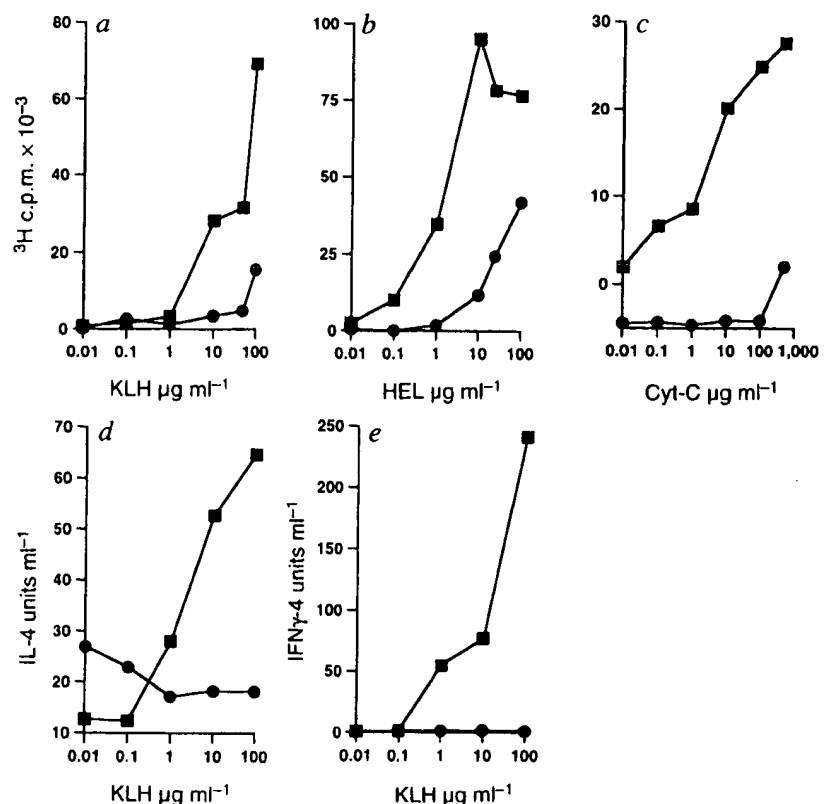 a
80
60
40
20
0
³H c.p.m. × 10⁻³
0.01 0.1 1 10 100
KLH µg ml⁻¹
b
100
75
50
25
0
0.01 0.1 1 10 100
HEL µg ml⁻¹
c
30
20
10
0
0.01 0.1 1 10 100 1,000
Cyt-C µg ml⁻¹
d
70
60
50
40
30
20
10
IL-4 units ml⁻¹
0.01 0.1 1 10 100
KLH µg ml⁻¹
e
250
200
150
100
50
0
IFNγ-4 units ml⁻¹
0.01 0.1 1 10 100
KLH µg ml⁻¹